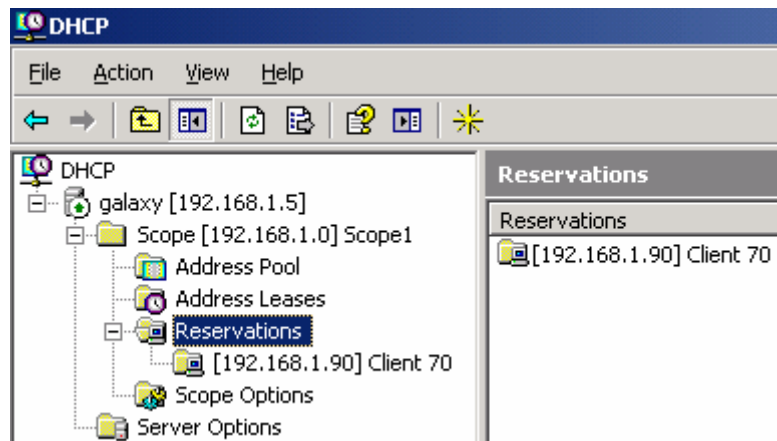 DHCP
File Action View Help
DHCP
galaxy [192.168.1.5]
Scope [192.168.1.0] Scope1
Address Pool
Address Leases
Reservations
[192.168.1.90] Client 70
Scope Options
Server Options
Reservations
Reservations
[192.168.1.90] Client 70